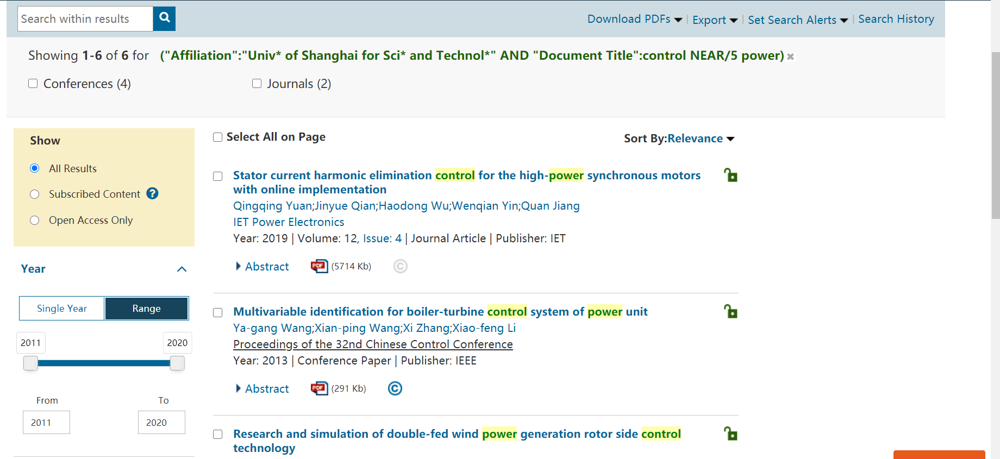 Search within results
Download PDFs | Export | Set Search Alerts | Search History
Showing 1-6 of 6 for ("Affiliation":"Univ* of Shanghai for Sci* and Technol*" AND "Document Title":control NEAR/5 power)
Conferences (4) Journals (2)
Show
All Results
Subscribed Content ?
Open Access Only
Year
Single Year Range
2011 2020
From To
2011 2020
Select All on Page
Sort By:Relevance
Stator current harmonic elimination control for the high-power synchronous motors
with online implementation
Qingqing Yuan;Jinyue Qian;Haodong Wu;Wenqian Yin;Quan Jiang
IET Power Electronics
Year: 2019 | Volume: 12, Issue: 4 | Journal Article | Publisher: IET
Abstract PDF (5714 Kb) ©
Multivariable identification for boiler-turbine control system of power unit
Ya-gang Wang;Xian-ping Wang;Xi Zhang;Xiao-feng Li
Proceedings of the 32nd Chinese Control Conference
Year: 2013 | Conference Paper | Publisher: IEEE
Abstract PDF (291 Kb) ©
Research and simulation of double-fed wind power generation rotor side control
technology